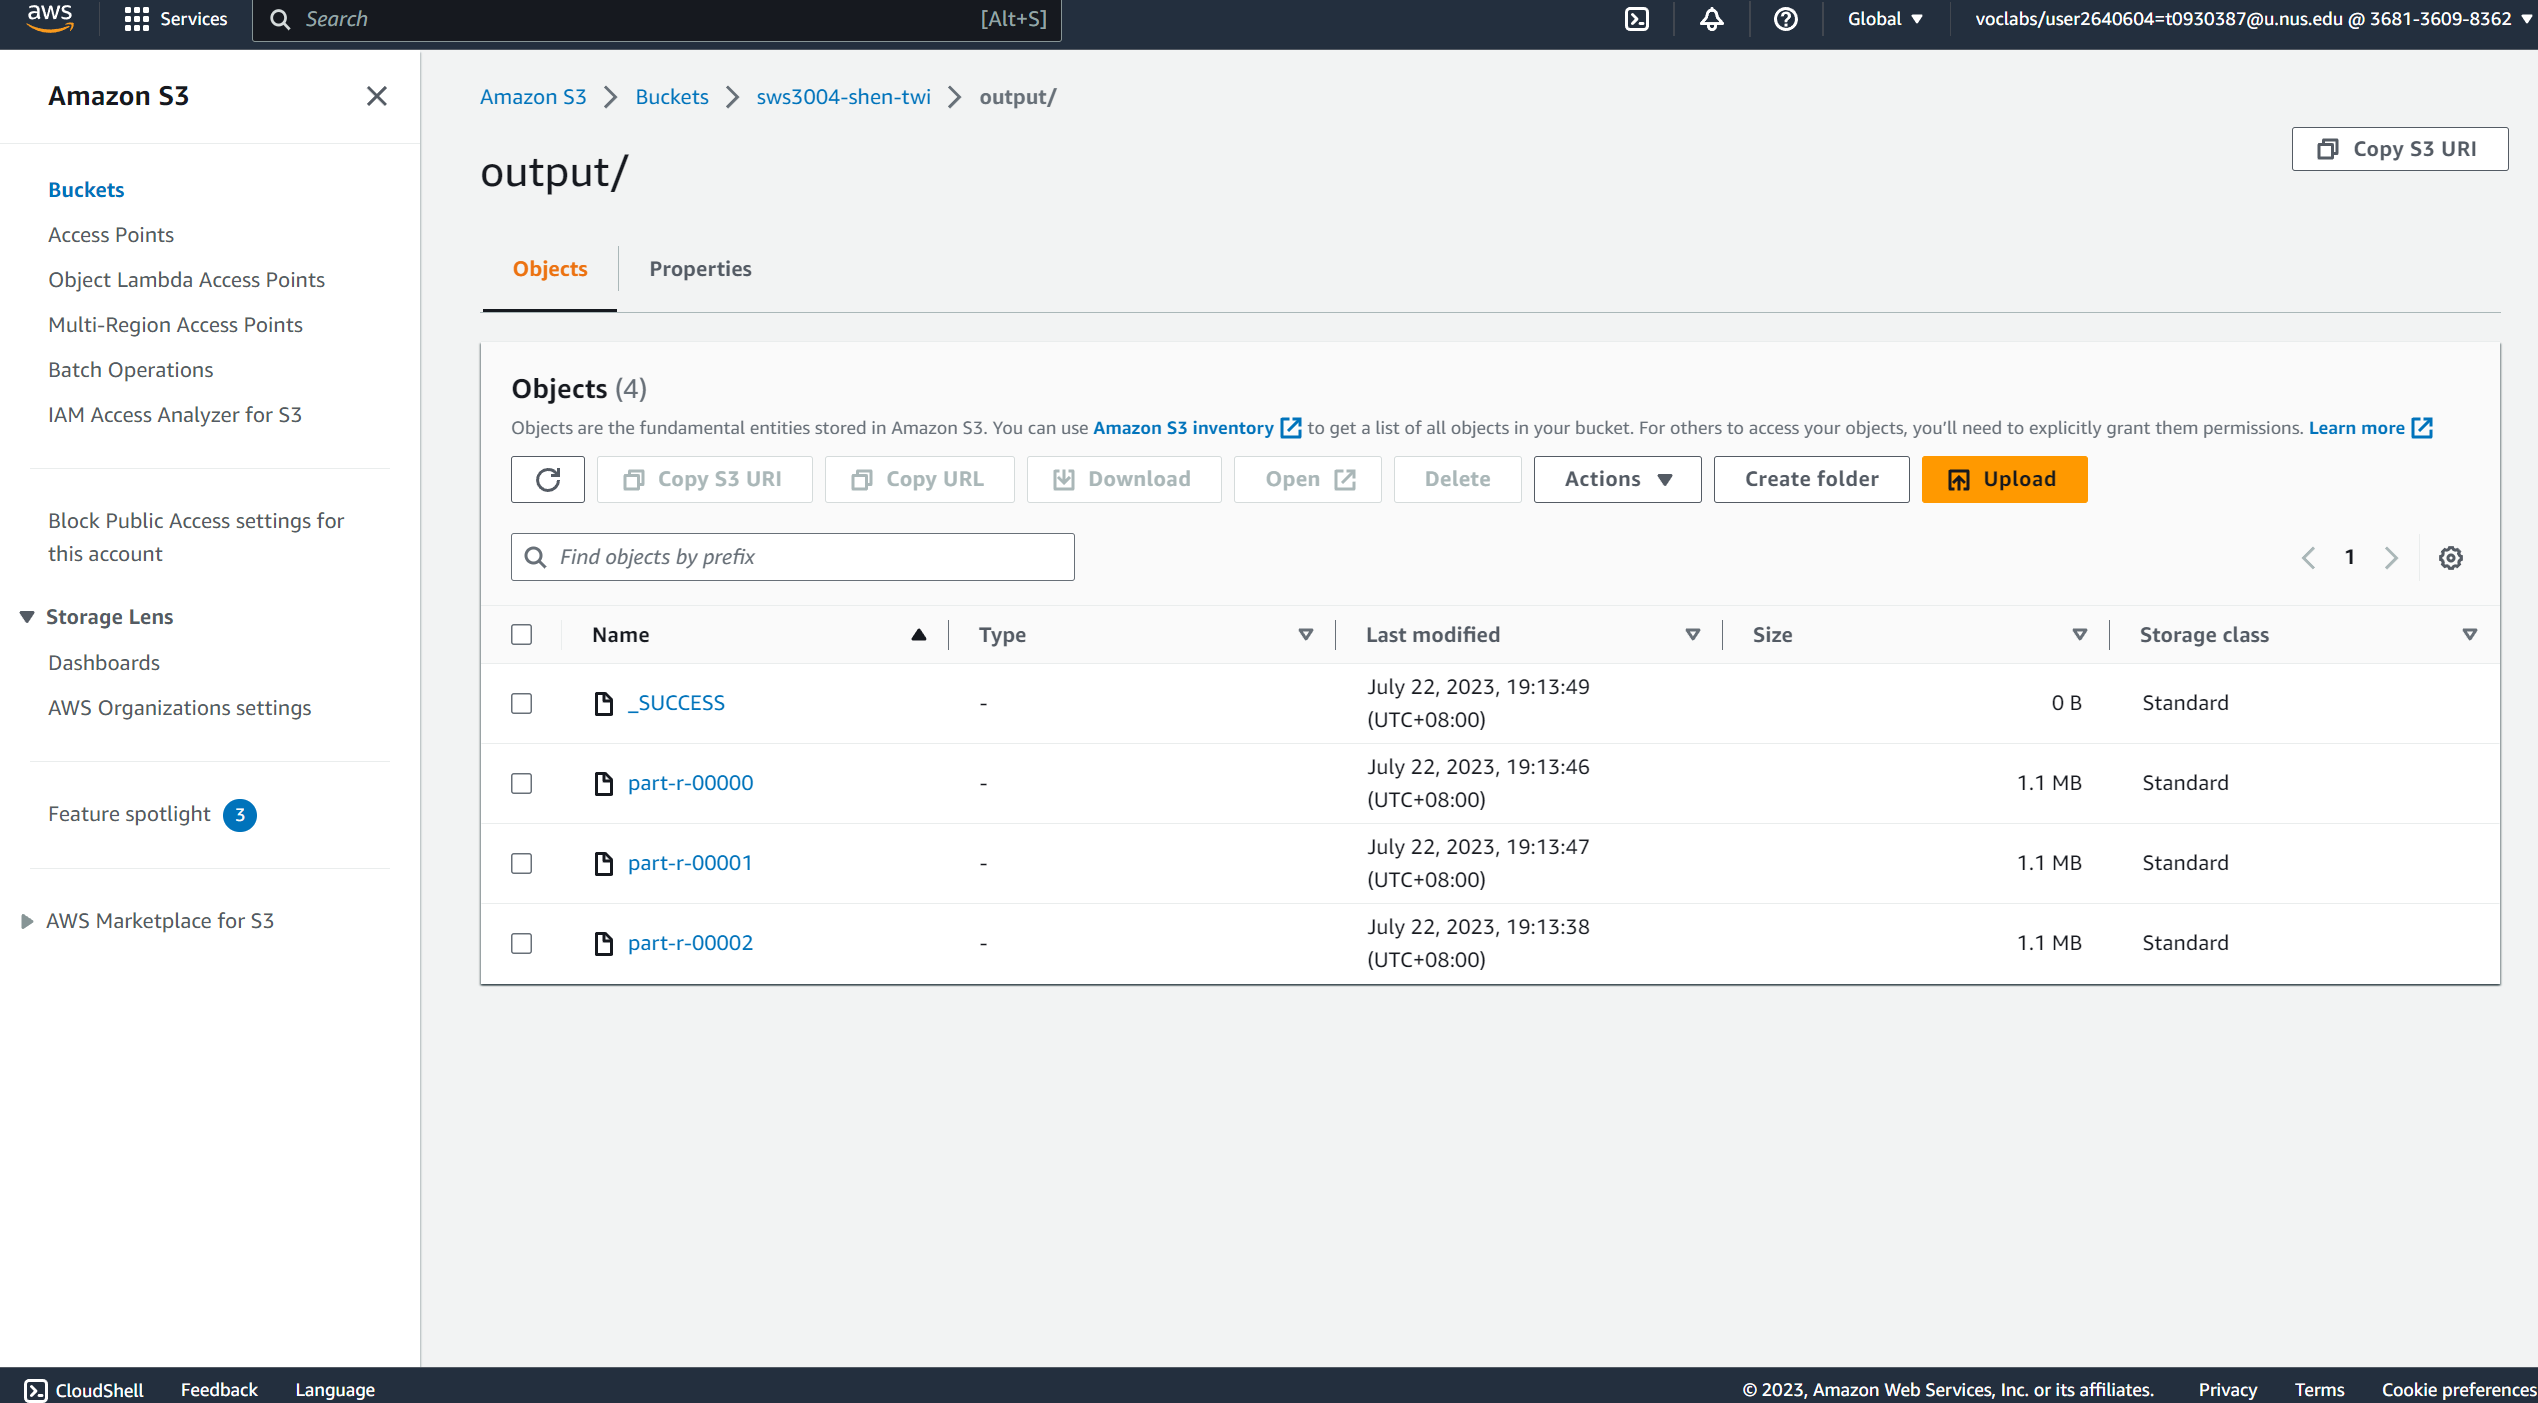 aws
Services
Search
[Alt+S]
Global
voclabs/user2640604=t0930387@u.nus.edu @ 3681-3609-8362
Amazon S3
Buckets
Access Points
Object Lambda Access Points
Multi-Region Access Points
Batch Operations
IAM Access Analyzer for S3
Block Public Access settings for
this account
Storage Lens
Dashboards
AWS Organizations settings
Feature spotlight 3
AWS Marketplace for S3
Amazon S3 Buckets sws3004-shen-twi output/
output/
Copy S3 URI
Objects Properties
Objects (4)
Objects are the fundamental entities stored in Amazon S3. You can use Amazon S3 inventory to get a list of all objects in your bucket. For others to access your objects, you'll need to explicitly grant them permissions. Learn more
Copy S3 URI Copy URL Download Open Delete Actions Create folder Upload
Find objects by prefix
1
Name Type Last modified Size Storage class
_SUCCESS - July 22, 2023, 19:13:49 0 B Standard
(UTC+08:00)
part-r-00000 - July 22, 2023, 19:13:46 1.1 MB Standard
(UTC+08:00)
part-r-00001 - July 22, 2023, 19:13:47 1.1 MB Standard
(UTC+08:00)
part-r-00002 - July 22, 2023, 19:13:38 1.1 MB Standard
(UTC+08:00)
CloudShell Feedback Language
© 2023, Amazon Web Services, Inc. or its affiliates. Privacy Terms Cookie preferences